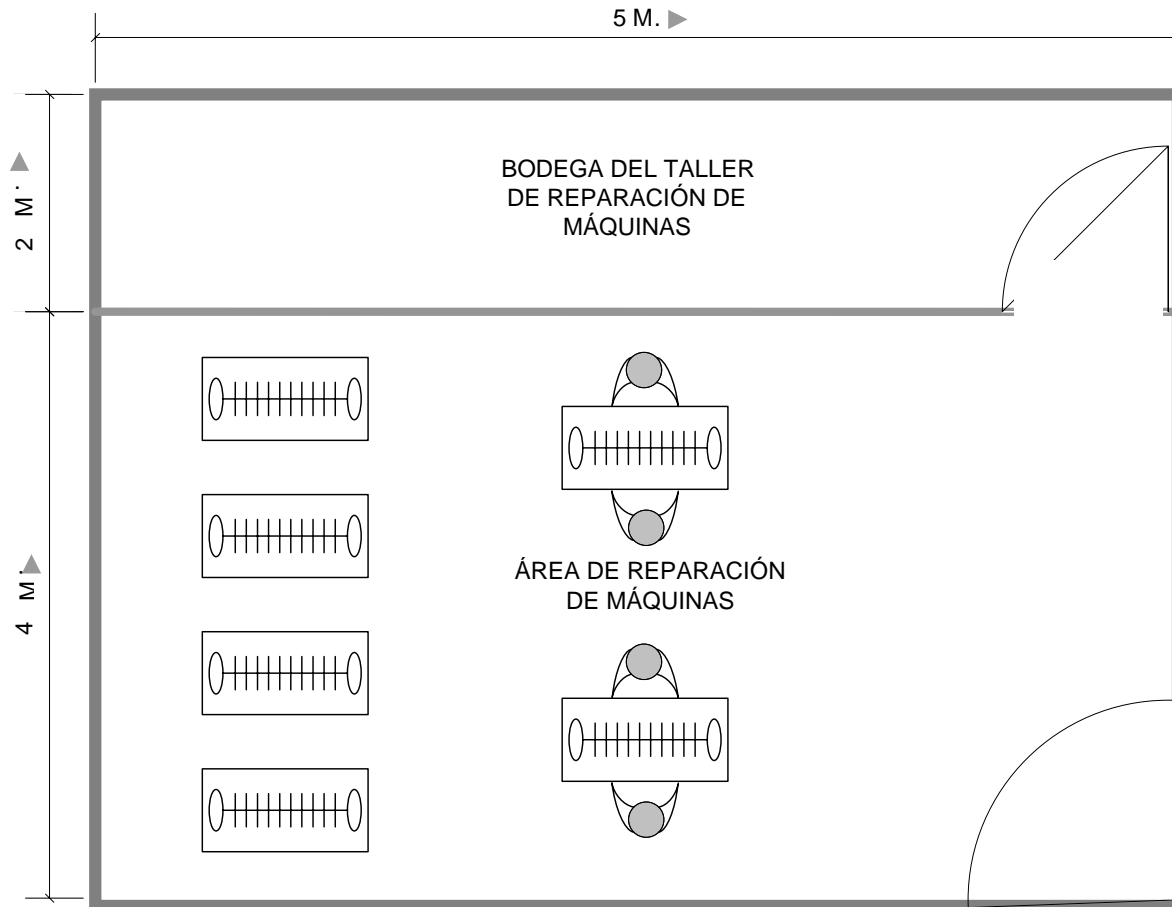 5 M.
2 M.
BODEGA DEL TALLER
DE REPARACIÓN DE
MÁQUINAS
4 M.
ÁREA DE REPARACIÓN
DE MÁQUINAS